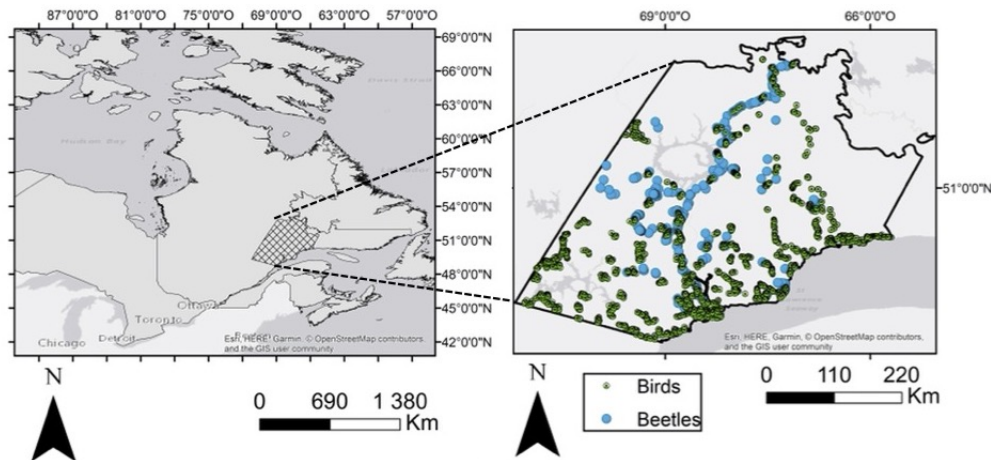 87°0'0"O 81°0'0"O 75°0'0"O 69°0'0"O 63°0'0"O 57°0'0"O
69°0'0"N
66°0'0"N
63°0'0"N
60°0'0"N
57°0'0"N
54°0'0"N
51°0'0"N
48°0'0"N
45°0'0"N
42°0'0"N
Hudson Bay
Davis Strait
Ottawa
Toronto
Detroit
Chicago
Esri, HERE, Garmin, © OpenStreetMap contributors,
and the GIS user community
N
0 690 1 380
Km
69°0'0"O 66°0'0"O
51°0'0"N
Esri, HERE, Garmin, © OpenStreetMap contributors,
and the GIS user community
N
Birds
Beetles
0 110 220
Km